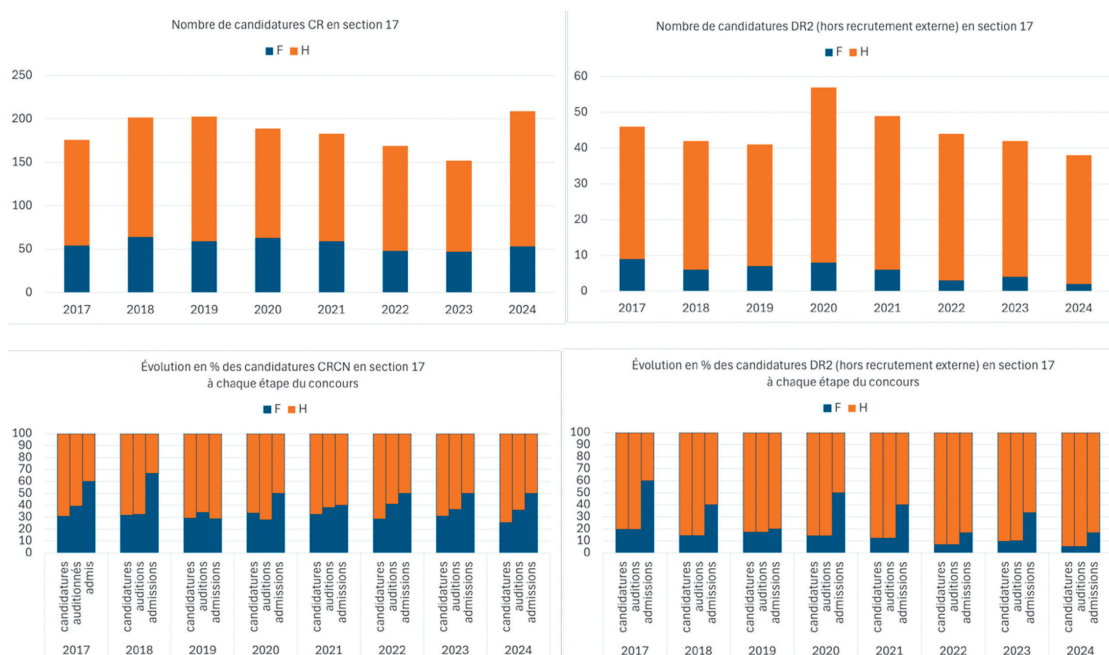 Nombre de candidatures CR en section 17
F H
250
200
150
100
50
0
2017 2018 2019 2020 2021 2022 2023 2024
Nombre de candidatures DR2 (hors recrutement externe) en section 17
F H
60
50
40
30
20
10
0
2017 2018 2019 2020 2021 2022 2023 2024
Évolution en % des candidatures CRCN en section 17
à chaque étape du concours
F H
100
90
80
70
60
50
40
30
20
10
0
candidatures auditionnés admis candidatures auditions admissions candidatures auditions admissions candidatures auditions admissions candidatures auditions admissions candidatures auditions admissions candidatures auditions admissions candidatures auditions admissions
2017 2018 2019 2020 2021 2022 2023 2024
Évolution en % des candidatures DR2 (hors recrutement externe) en section 17
à chaque étape du concours
F H
100
90
80
70
60
50
40
30
20
10
0
candidatures auditions admissions candidatures auditions admissions candidatures auditions admissions candidatures auditions admissions candidatures auditions admissions candidatures auditions admissions candidatures auditions admissions candidatures auditions admissions
2017 2018 2019 2020 2021 2022 2023 2024